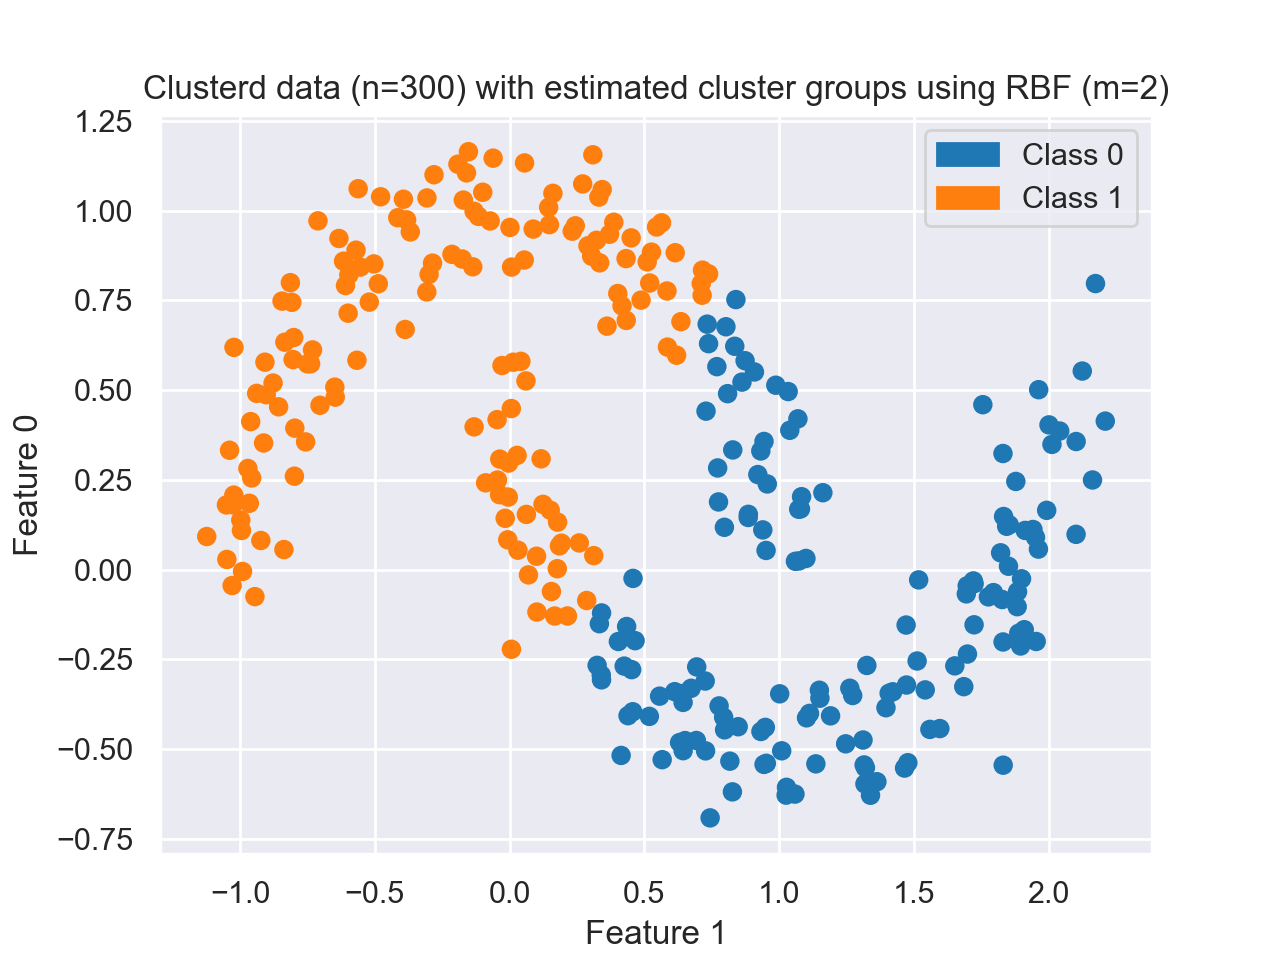 Clusterd data (n=300) with estimated cluster groups using RBF (m=2)
1.25
1.00
0.75
0.50
0.25
0.00
−0.25
−0.50
−0.75
Feature 0
Class 0
Class 1
−1.0 −0.5 0.0 0.5 1.0 1.5 2.0
Feature 1